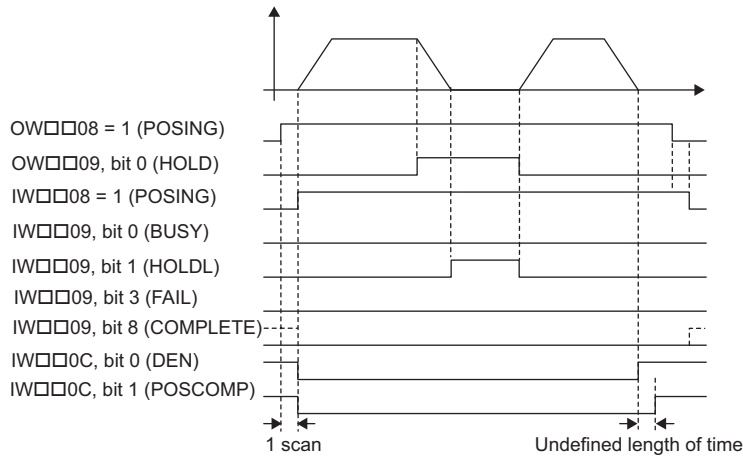 OW□□08 = 1 (POSING)
OW□□09, bit 0 (HOLD)
IW□□08 = 1 (POSING)
IW□□09, bit 0 (BUSY)
IW□□09, bit 1 (HOLDL)
IW□□09, bit 3 (FAIL)
IW□□09, bit 8 (COMPLETE)
IW□□0C, bit 0 (DEN)
IW□□0C, bit 1 (POSCOMP)
1 scan
Undefined length of time